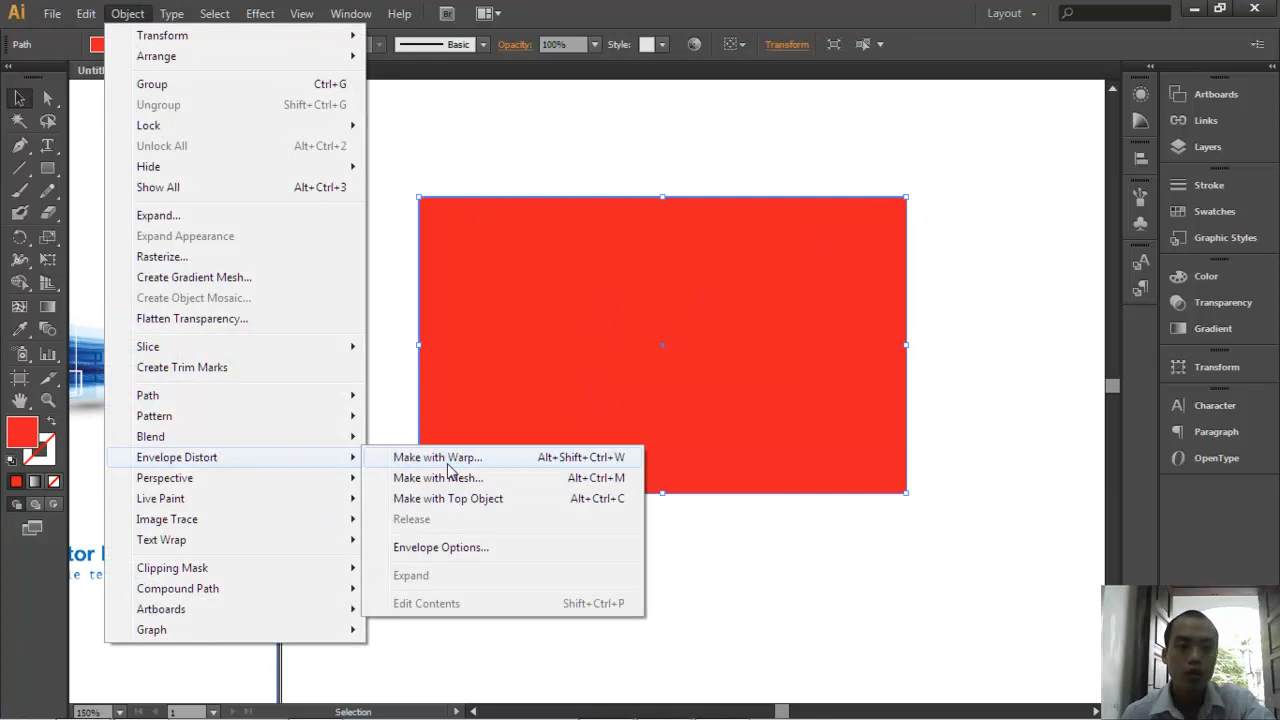 Ai File Edit Object Type Select Effect View Window Help Br Layout
Path Basic Opacity: 100% Style: Transform
Transform
Arrange
Group Ctrl+G
Ungroup Shift+Ctrl+G
Lock
Unlock All Alt+Ctrl+2
Hide
Show All Alt+Ctrl+3
Expand...
Expand Appearance
Rasterize...
Create Gradient Mesh...
Create Object Mosaic...
Flatten Transparency...
Slice
Create Trim Marks
Path
Pattern
Blend
Envelope Distort
Perspective
Live Paint
Image Trace
Text Wrap
Clipping Mask
Compound Path
Artboards
Graph
Make with Warp... Alt+Shift+Ctrl+W
Make with Mesh... Alt+Ctrl+M
Make with Top Object Alt+Ctrl+C
Release
Envelope Options...
Expand
Edit Contents Shift+Ctrl+P
Artboards
Links
Layers
Stroke
Swatches
Graphic Styles
Color
Transparency
Gradient
Transform
Character
Paragraph
OpenType
150% 1 Selection